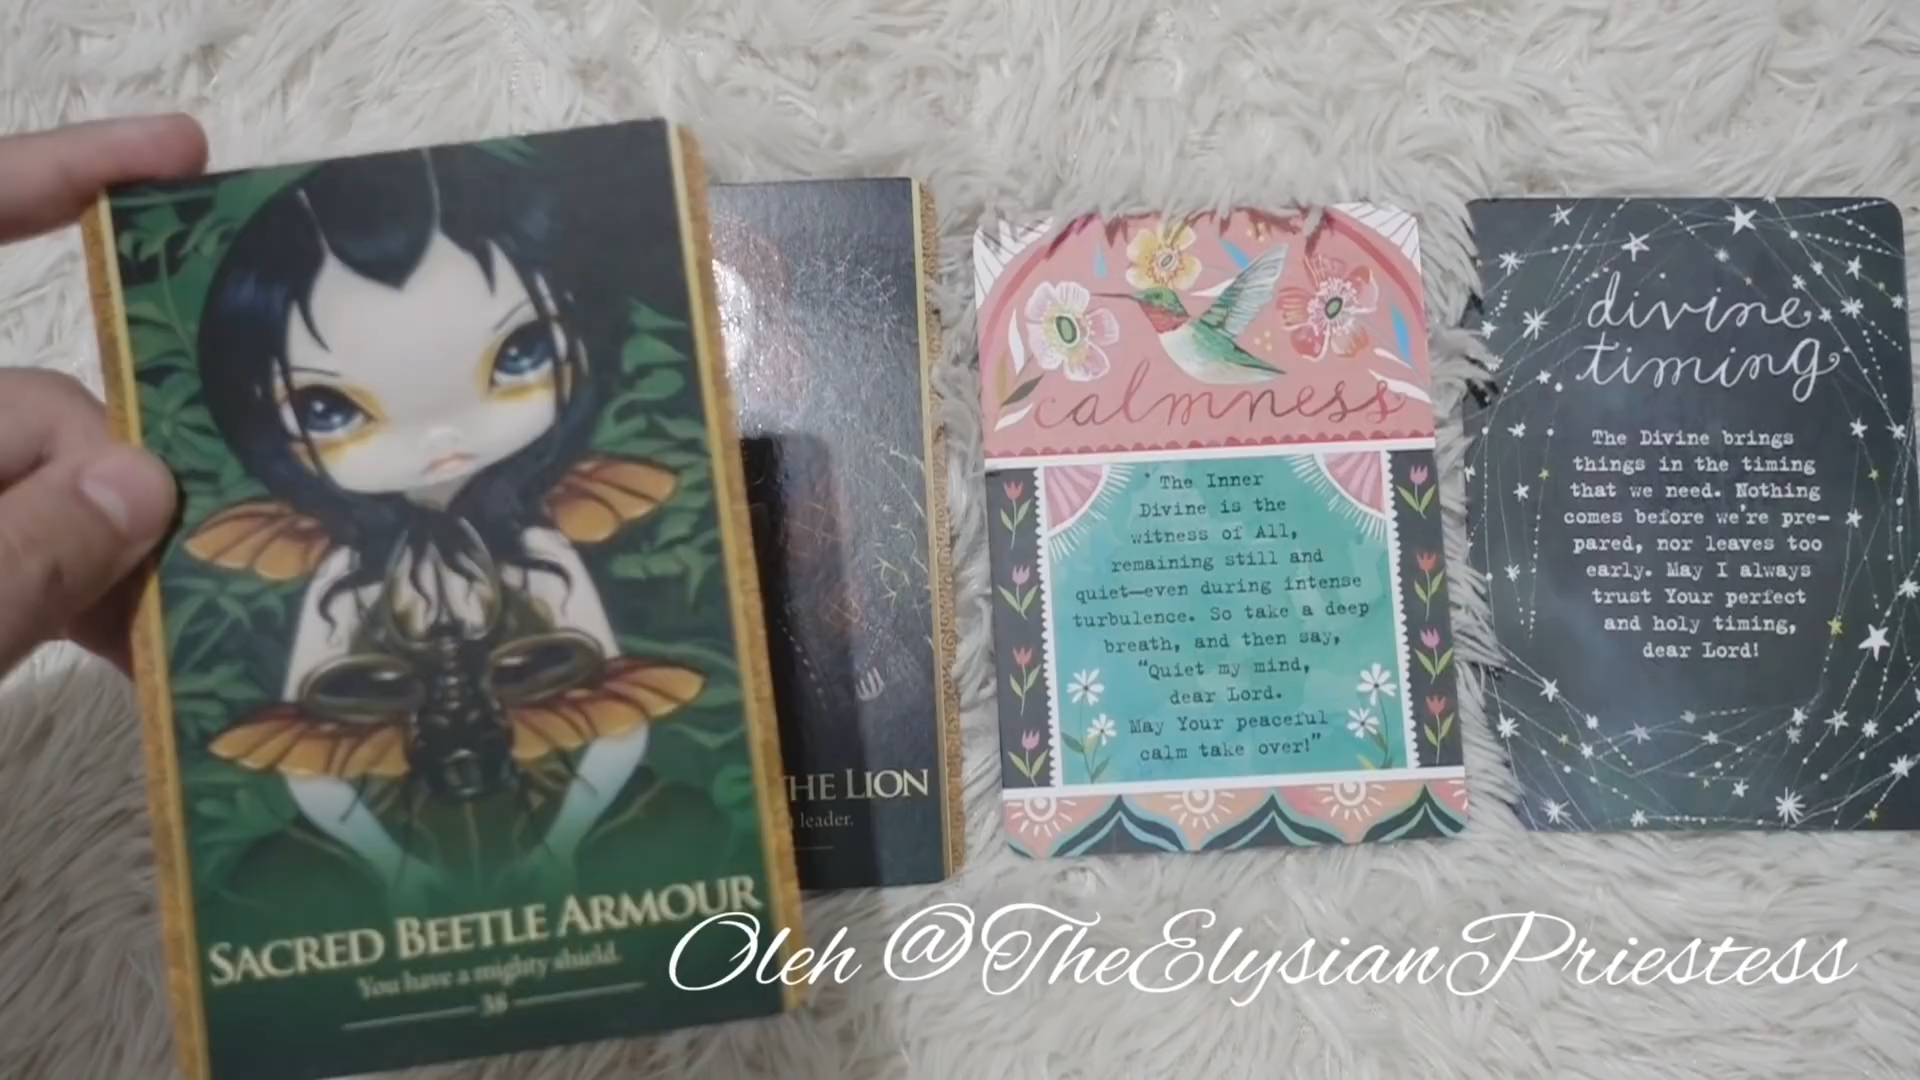 SACRED BEETLE ARMOUR
You have a mighty shield.
38
THE LION
leader.
calmness
The Inner
Divine is the
witness of All,
remaining still and
quiet—even during intense
turbulence. So take a deep
breath, and then say,
“Quiet my mind,
dear Lord.
May Your peaceful
calm take over!”
divine
timing
The Divine brings
things in the timing
that we need. Nothing
comes before we're pre-
pared, nor leaves too
early. May I always
trust Your perfect
and holy timing,
dear Lord!
Oleh @TheElysianPriestess